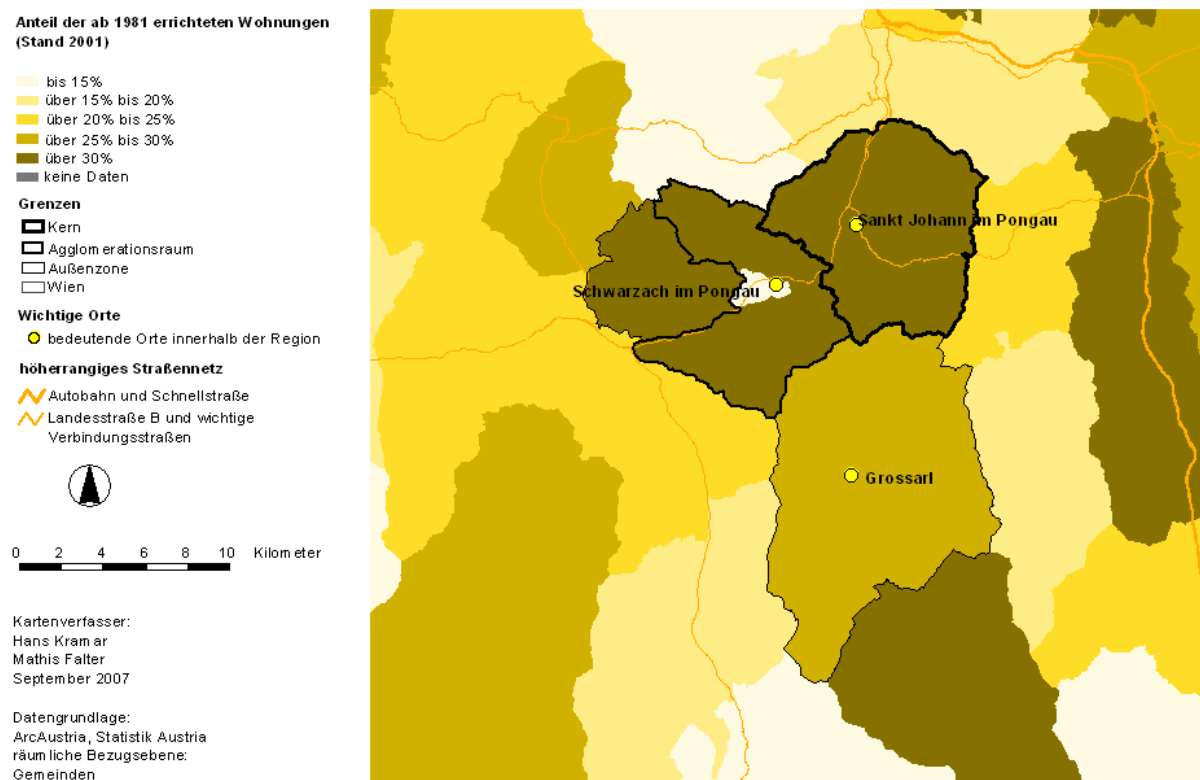 Anteil der ab 1981 errichteten Wohnungen
(Stand 2001)
bis 15%
über 15% bis 20%
über 20% bis 25%
über 25% bis 30%
über 30%
keine Daten
Grenzen
Kern
Agglomerationsraum
Außenzone
Wien
Wichtige Orte
bedeutende Orte innerhalb der Region
höherrangiges Straßennetz
Autobahn und Schnellstraße
Landesstraße B und wichtige
Verbindungsstraßen
0 2 4 6 8 10 Kilometer
Kartenverfasser:
Hans Kramar
Mathis Falter
September 2007
Datengrundlage:
ArcAustria, Statistik Austria
räumliche Bezugsebene:
Gemeinden
Sankt Johann im Pongau
Schwarzach im Pongau
Grossarl